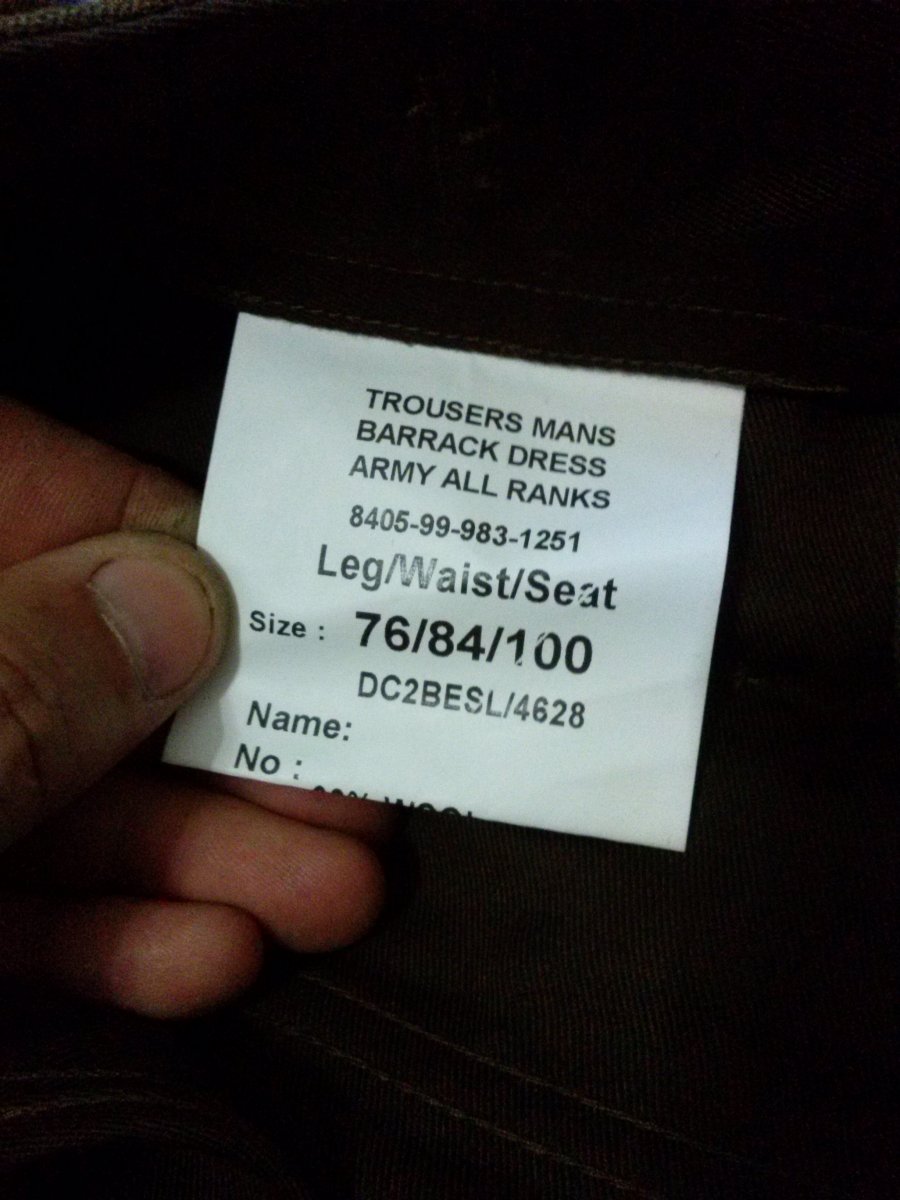 TROUSERS MANS
BARRACK DRESS
ARMY ALL RANKS
8405-99-983-1251
Leg/Waist/Seat
Size : 76/84/100
DC2BESL/4628
Name:
No :
WOOL